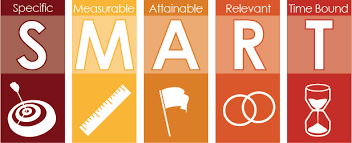 Specific Measurable Attainable Relevant Time Bound
S M A R T